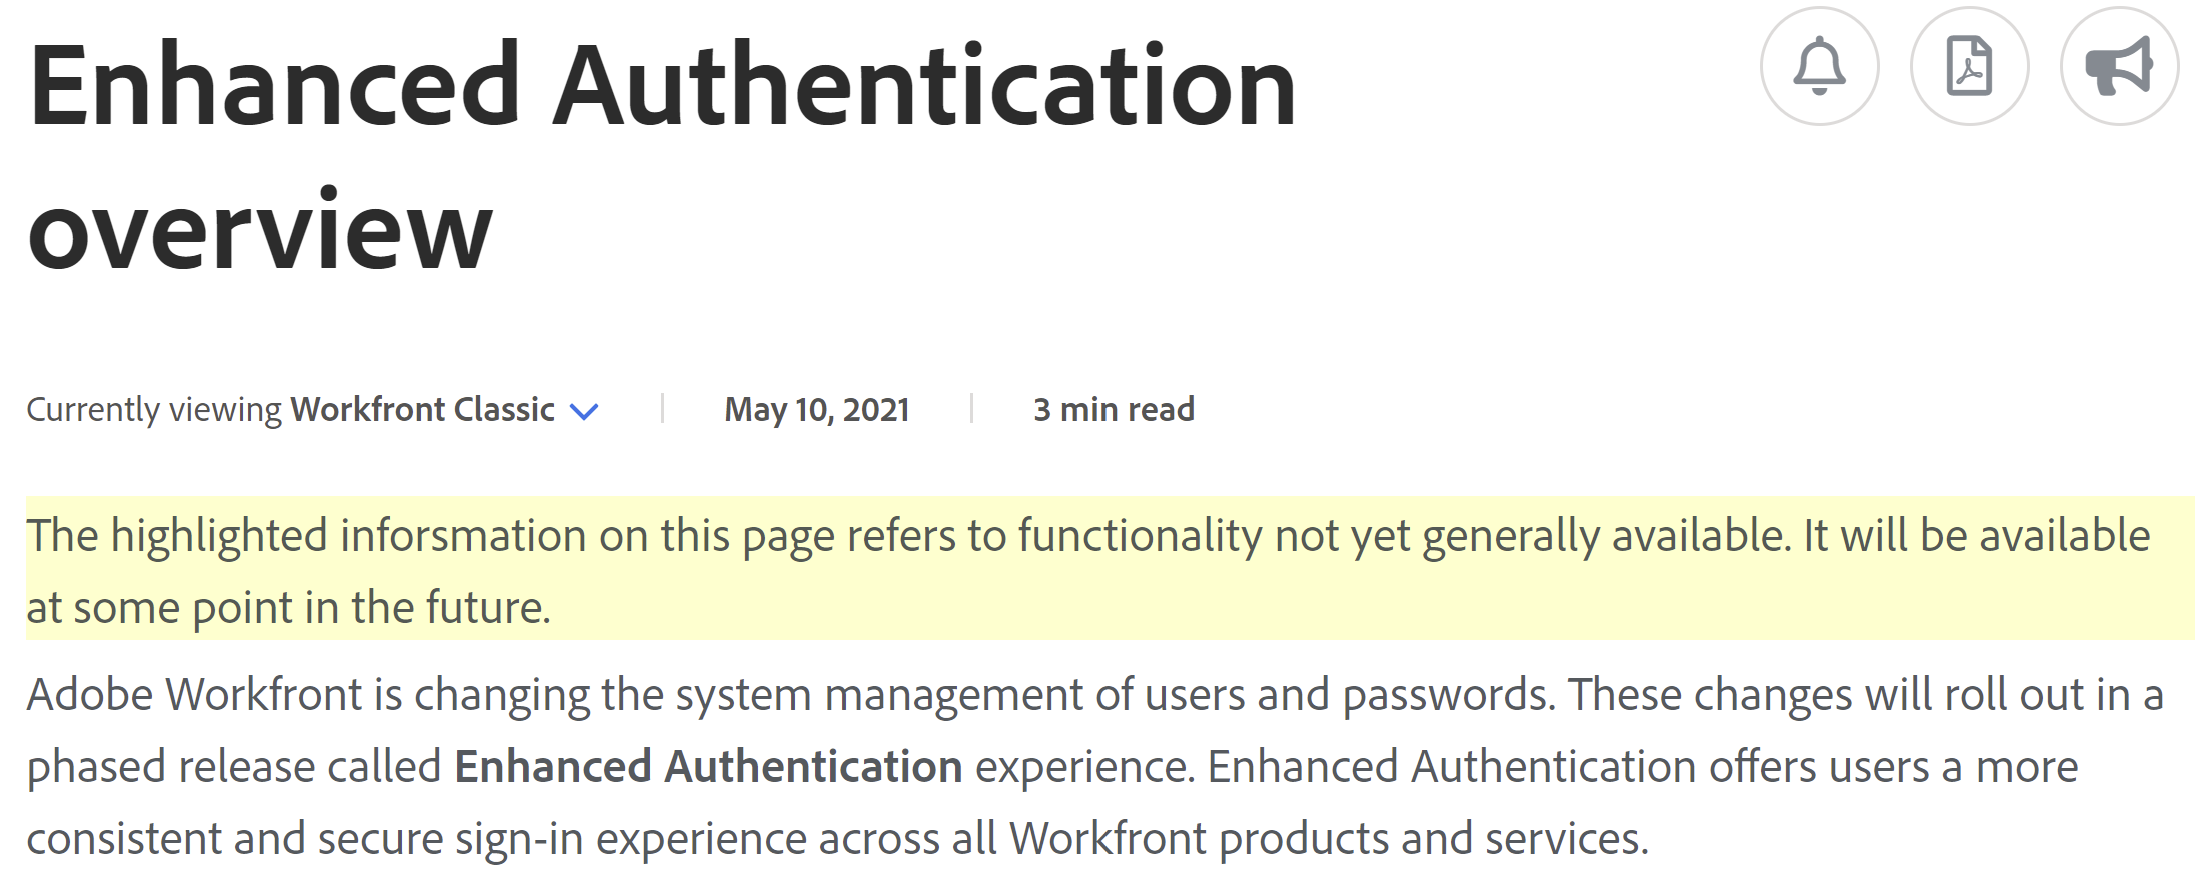 Enhanced Authentication
overview
Currently viewing Workfront Classic
May 10, 2021
3 min read
The highlighted inforsmation on this page refers to functionality not yet generally available. It will be available
at some point in the future.
Adobe Workfront is changing the system management of users and passwords. These changes will roll out in a
phased release called Enhanced Authentication experience. Enhanced Authentication offers users a more
consistent and secure sign-in experience across all Workfront products and services.